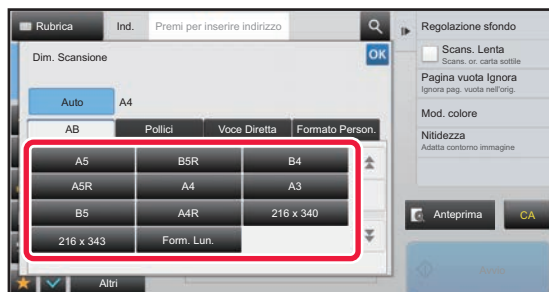 Rubrica Ind. Premi per inserire indirizzo
Dim. Scansione OK
Auto A4
AB Pollici Voce Diretta Formato Person.
A5 B5R B4
A5R A4 A3
B5 A4R 216 x 340
216 x 343 Form. Lun.
Altri
Regolazione sfondo
Scans. Lenta
Scans. or. carta sottile
Pagina vuota Ignora
Ignora pag. vuota nell'orig.
Mod. colore
Nitidezza
Adatta contorno immagine
Anteprima CA
Avvio